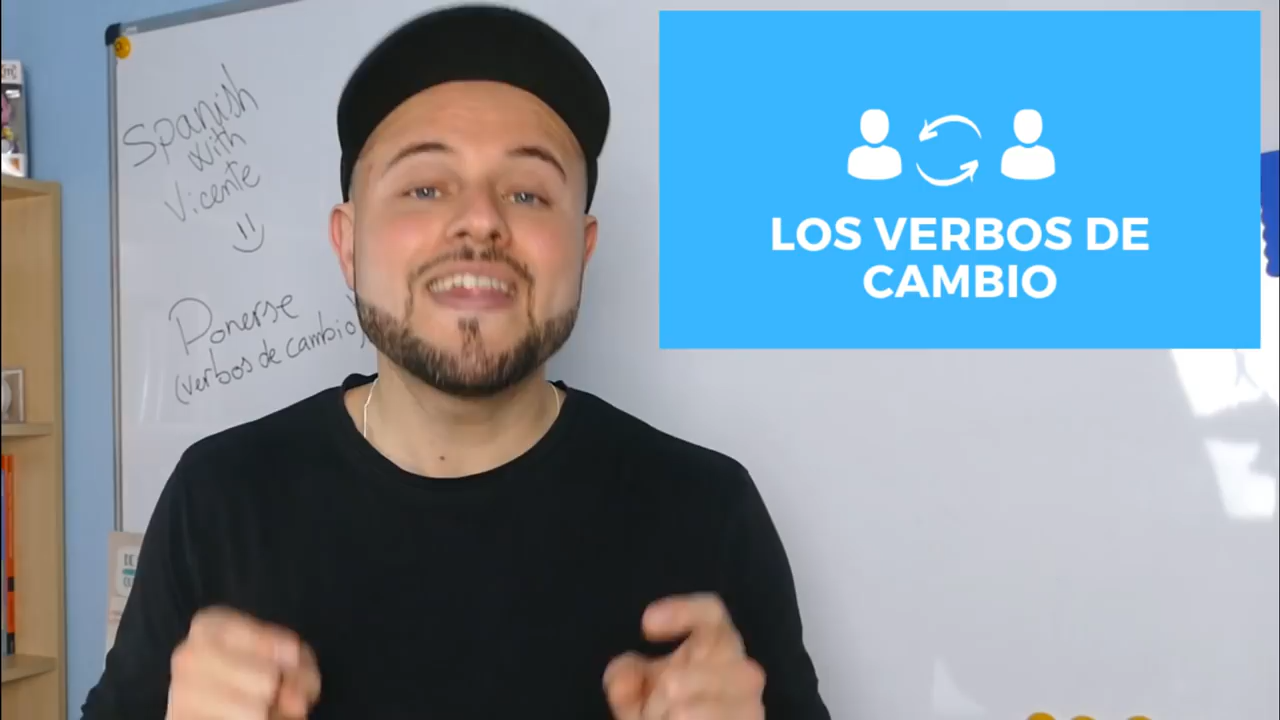 Spanish
with
Vicente
Ponerse
(verbos de cambio)
LOS VERBOS DE
CAMBIO